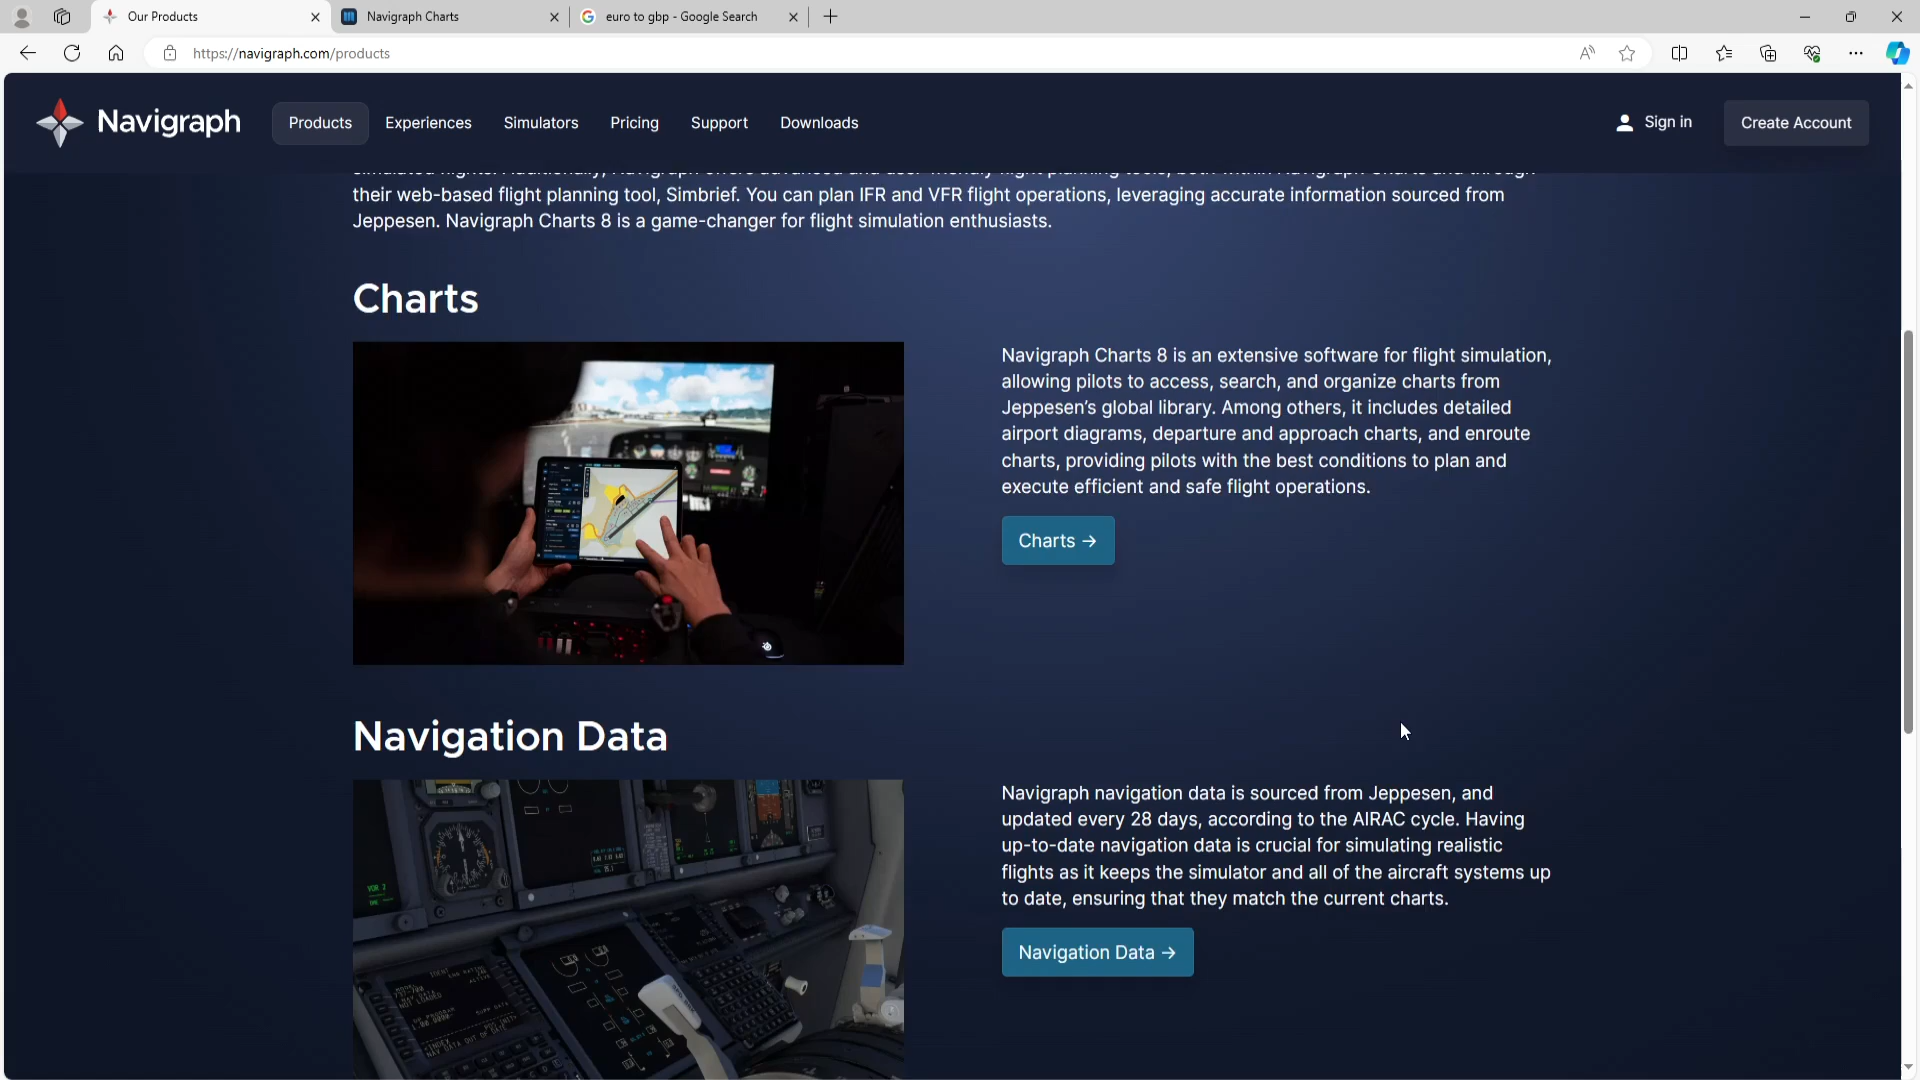 Our Products
Navigraph Charts
euro to gbp - Google Search
https://navigraph.com/products
Navigraph
Products
Experiences
Simulators
Pricing
Support
Downloads
Sign in
Create Account
their web-based flight planning tool, Simbrief. You can plan IFR and VFR flight operations, leveraging accurate information sourced from
Jeppesen. Navigraph Charts 8 is a game-changer for flight simulation enthusiasts.
Charts
Navigraph Charts 8 is an extensive software for flight simulation,
allowing pilots to access, search, and organize charts from
Jeppesen's global library. Among others, it includes detailed
airport diagrams, departure and approach charts, and enroute
charts, providing pilots with the best conditions to plan and
execute efficient and safe flight operations.
Charts →
Navigation Data
Navigraph navigation data is sourced from Jeppesen, and
updated every 28 days, according to the AIRAC cycle. Having
up-to-date navigation data is crucial for simulating realistic
flights as it keeps the simulator and all of the aircraft systems up
to date, ensuring that they match the current charts.
Navigation Data →
VOR 2